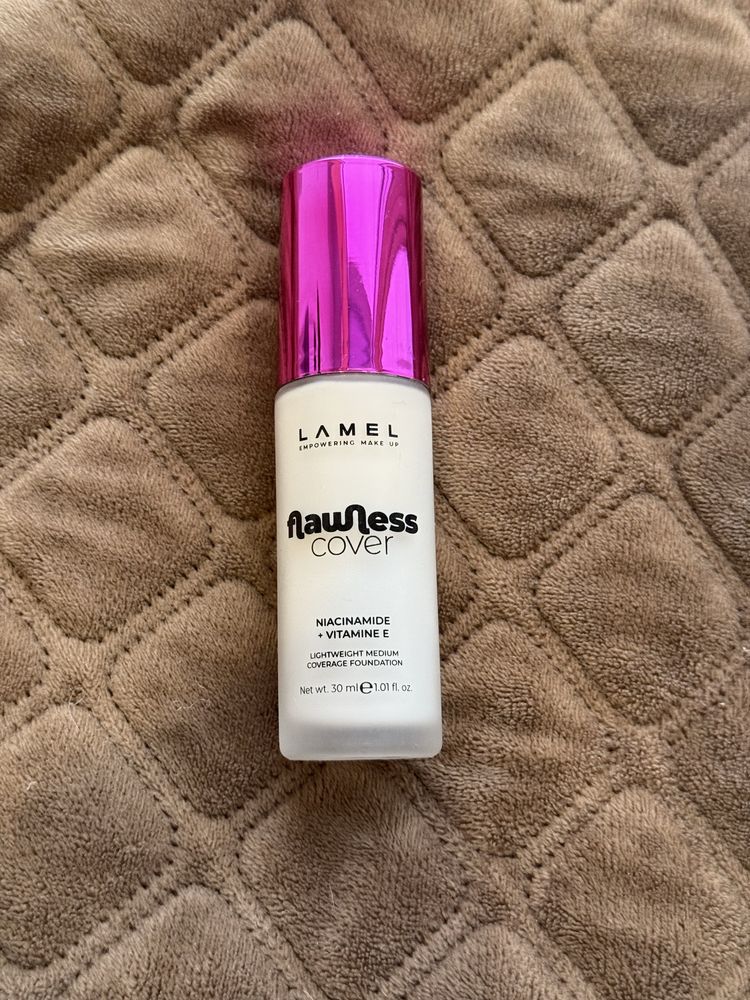 LAMEL
EMPOWERING MAKE UP
flawless
cover
NIACINAMIDE
+ VITAMINE E
LIGHTWEIGHT MEDIUM
COVERAGE FOUNDATION
Net wt. 30 ml ℮ 1.01 fl. oz.